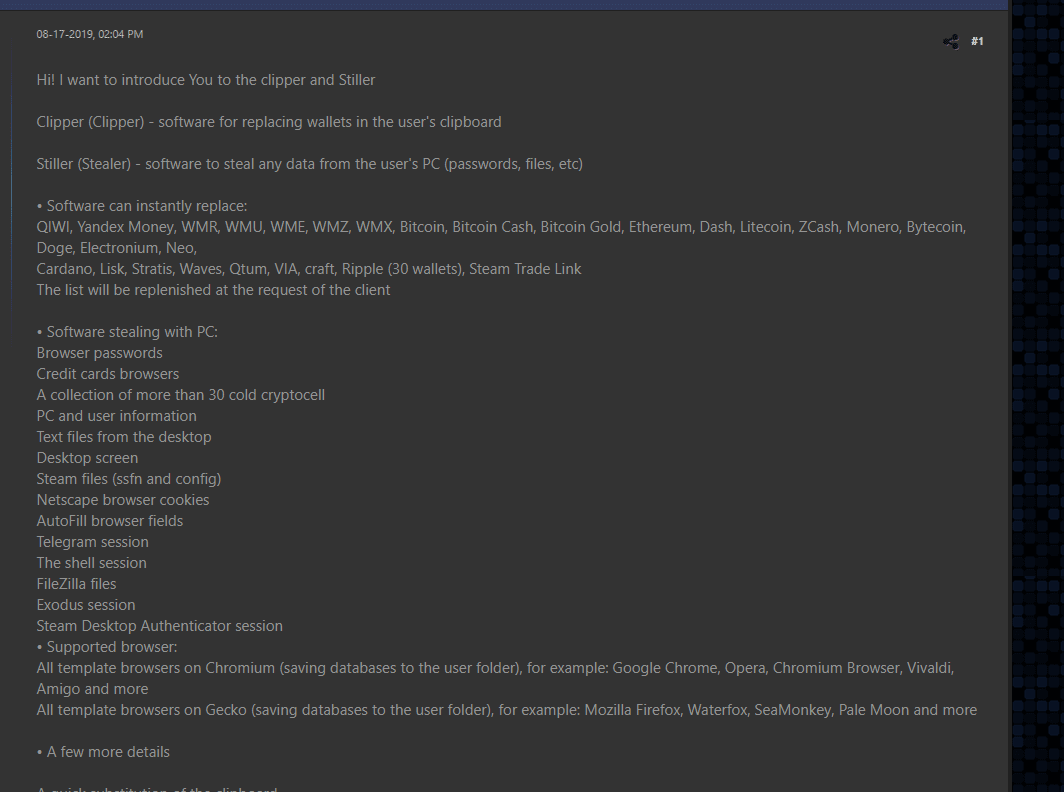 08-17-2019, 02:04 PM
#1
Hi! I want to introduce You to the clipper and Stiller
Clipper (Clipper) - software for replacing wallets in the user's clipboard
Stiller (Stealer) - software to steal any data from the user's PC (passwords, files, etc)
• Software can instantly replace:
QIWI, Yandex Money, WMR, WMU, WME, WMZ, WMX, Bitcoin, Bitcoin Cash, Bitcoin Gold, Ethereum, Dash, Litecoin, ZCash, Monero, Bytecoin,
Doge, Electronium, Neo,
Cardano, Lisk, Stratis, Waves, Qtum, VIA, craft, Ripple (30 wallets), Steam Trade Link
The list will be replenished at the request of the client
• Software stealing with PC:
Browser passwords
Credit cards browsers
A collection of more than 30 cold cryptocell
PC and user information
Text files from the desktop
Desktop screen
Steam files (ssfn and config)
Netscape browser cookies
AutoFill browser fields
Telegram session
The shell session
FileZilla files
Exodus session
Steam Desktop Authenticator session
• Supported browser:
All template browsers on Chromium (saving databases to the user folder), for example: Google Chrome, Opera, Chromium Browser, Vivaldi,
Amigo and more
All template browsers on Gecko (saving databases to the user folder), for example: Mozilla Firefox, Waterfox, SeaMonkey, Pale Moon and more
• A few more details
A quick substitution of the clipboard